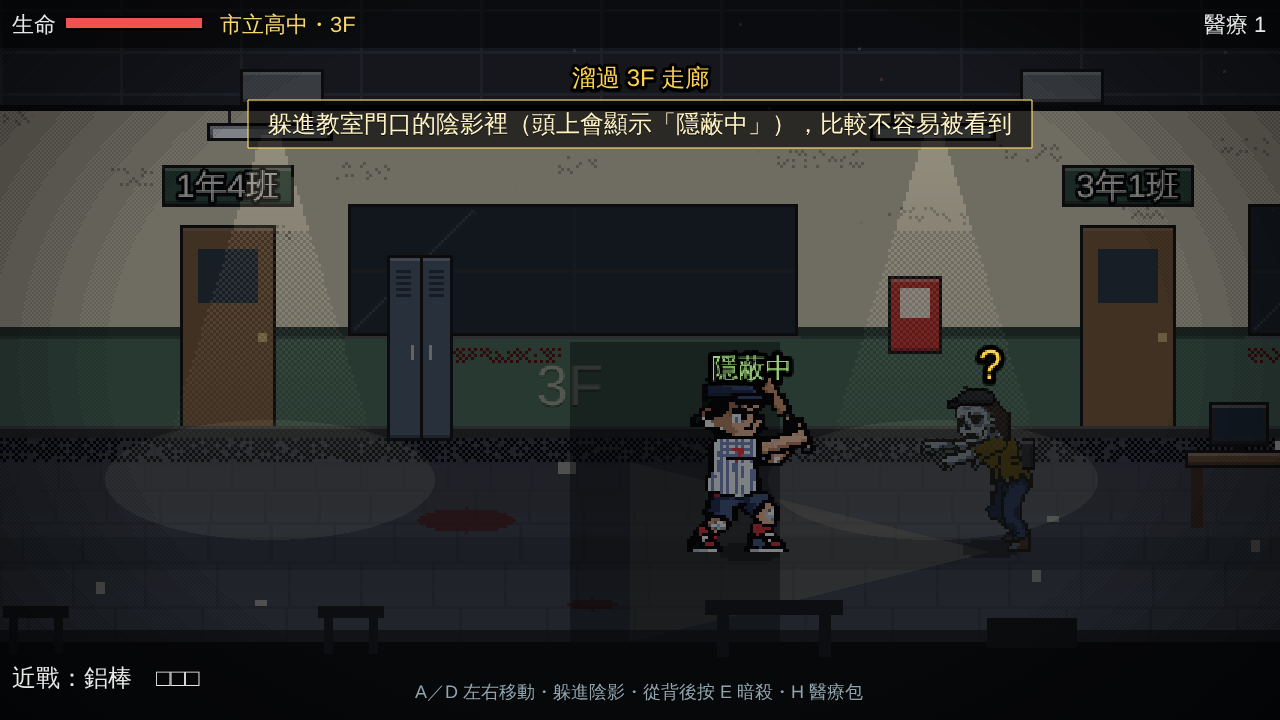 生命
市立高中・3F
醫療 1
溜過 3F 走廊
躲進教室門口的陰影裡（頭上會顯示「隱蔽中」），比較不容易被看到
1年4班
3年1班
3F
隱蔽中
?
近戰：鋁棒 □□□
A／D 左右移動・躲進陰影・從背後按 E 暗殺・H 醫療包